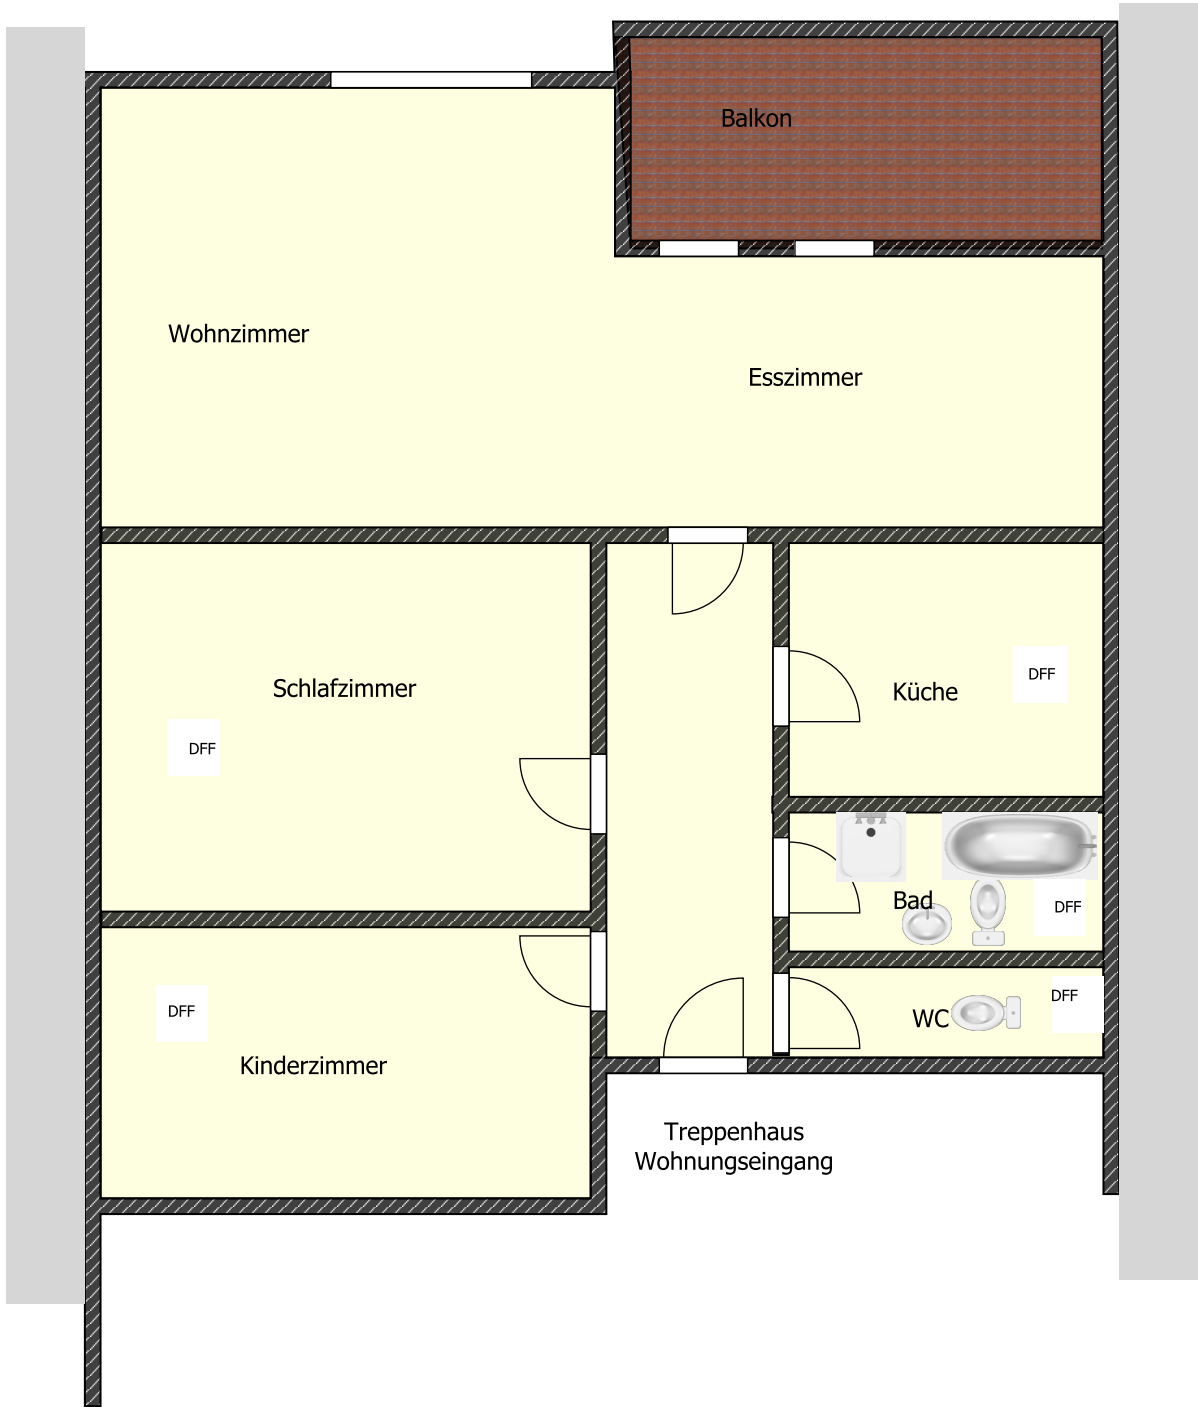 Balkon
Wohnzimmer
Esszimmer
Schlafzimmer
Küche
DFF
DFF
Bad
DFF
DFF
DFF
WC
Kinderzimmer
Treppenhaus
Wohnungseingang